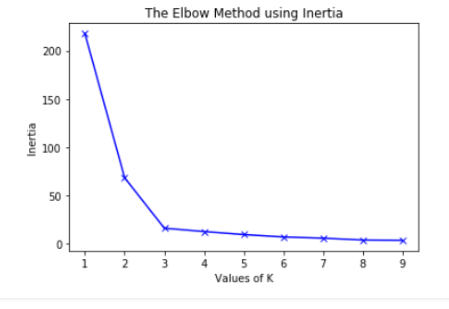 The Elbow Method using Inertia
200
150
100
50
0
Inertia
1 2 3 4 5 6 7 8 9
Values of K